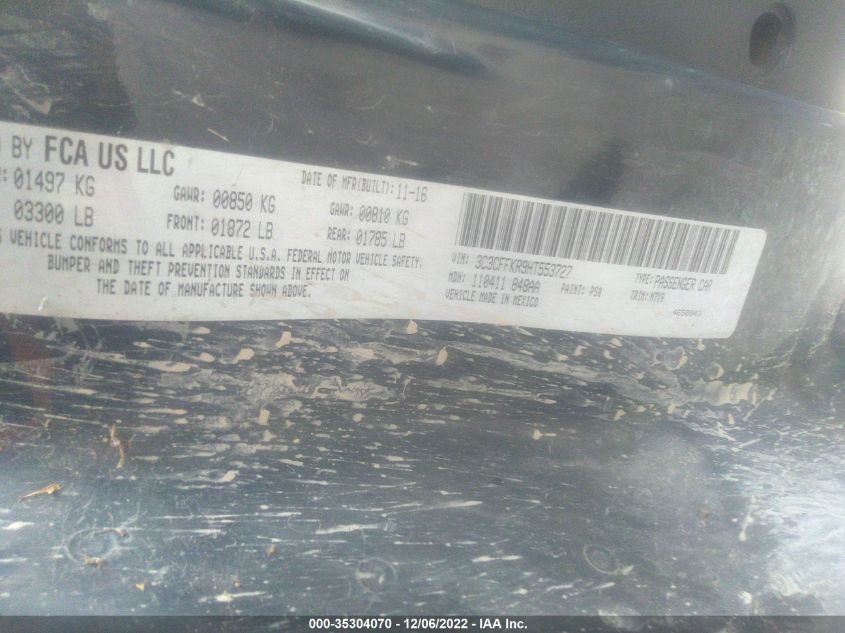 BY FCA US LLC
DATE OF MFR(BUILT): 11-16
01497 KG
GAWR: 00850 KG
GAWR: 00810 KG
03300 LB
FRONT: 01872 LB
REAR: 01785 LB
VEHICLE CONFORMS TO ALL APPLICABLE U.S.A. FEDERAL MOTOR VEHICLE SAFETY,
BUMPER AND THEFT PREVENTION STANDARDS IN EFFECT ON
THE DATE OF MANUFACTURE SHOWN ABOVE.
VIN: 3C3CFFKR9HT553727
TYPE: PASSENGER CAR
MDH: 110411 848AA
PAINT: PSQ
TRIM: M7X9
VEHICLE MADE IN MEXICO
000-35304070 - 12/06/2022 - IAA Inc.